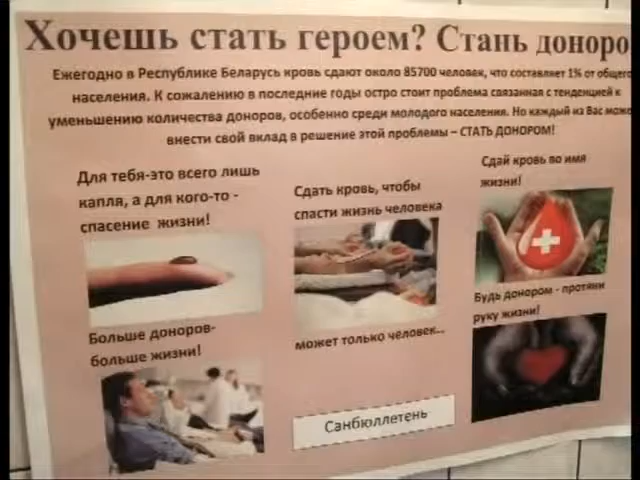 Хочешь стать героем? Стань доноро
Ежегодно в Республике Беларусь кровь сдают около 85700 человек, что составляет 1% от общего
населения. К сожалению в последние годы остро стоит проблема связанная с тенденцией к
уменьшению количества доноров, особенно среди молодого населения. Но каждый из Вас може
внести свой вклад в решение этой проблемы – СТАТЬ ДОНОРОМ!
Для тебя-это всего лишь
капля, а для кого-то -
спасение жизни!
Больше доноров-
больше жизни!
Сдать кровь, чтобы
спасти жизнь человека
может только человек...
Сдай кровь во имя
жизни!
Будь донором - протяни
руку жизни!
Санбюллетень